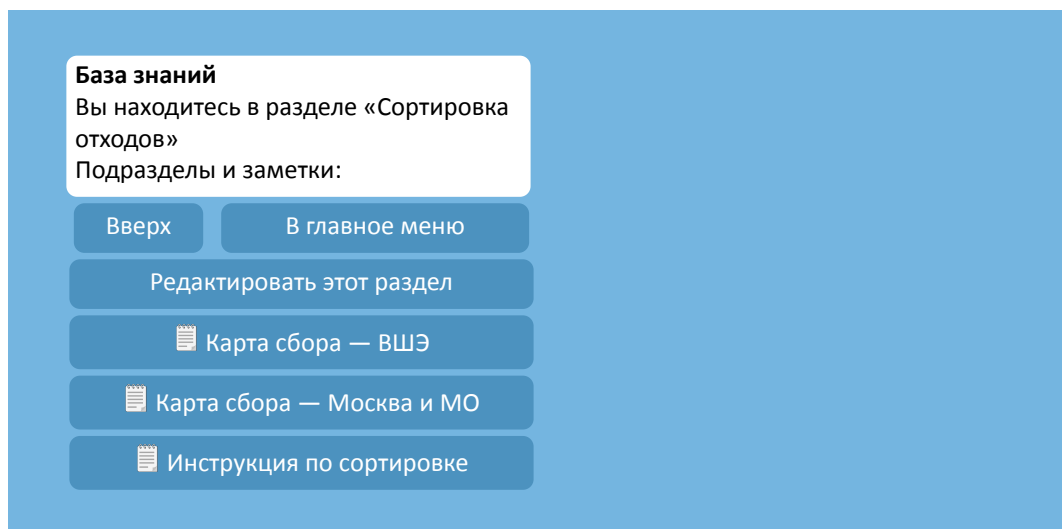 База знаний
Вы находитесь в разделе «Сортировка
отходов»
Подразделы и заметки:
Вверх
В главное меню
Редактировать этот раздел
Карта сбора — ВШЭ
Карта сбора — Москва и МО
Инструкция по сортировке